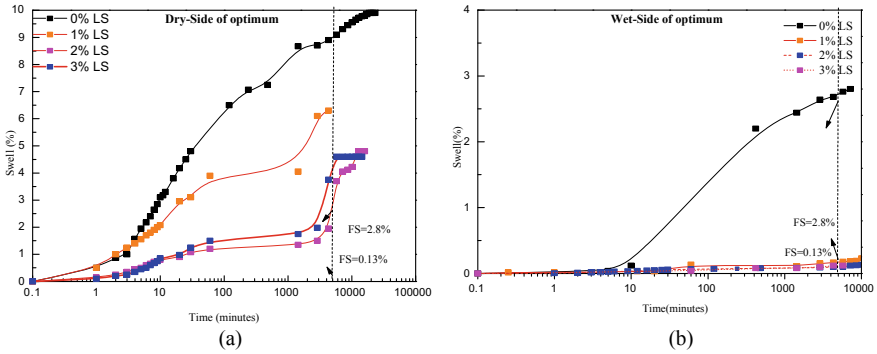 Dry-Side of optimum
0% LS
1% LS
2% LS
3% LS
Swell (%)
10
9
8
7
6
5
4
3
2
1
0
FS=2.8%
FS=0.13%
0.1 1 10 100 1000 10000 100000
Time (minutes)
(a)
Wet-Side of optimum
0% LS
1% LS
2% LS
3% LS
Swell(%)
4
3
2
1
0
FS=2.8%
FS=0.13%
0.1 1 10 100 1000 10000
Time(minutes)
(b)